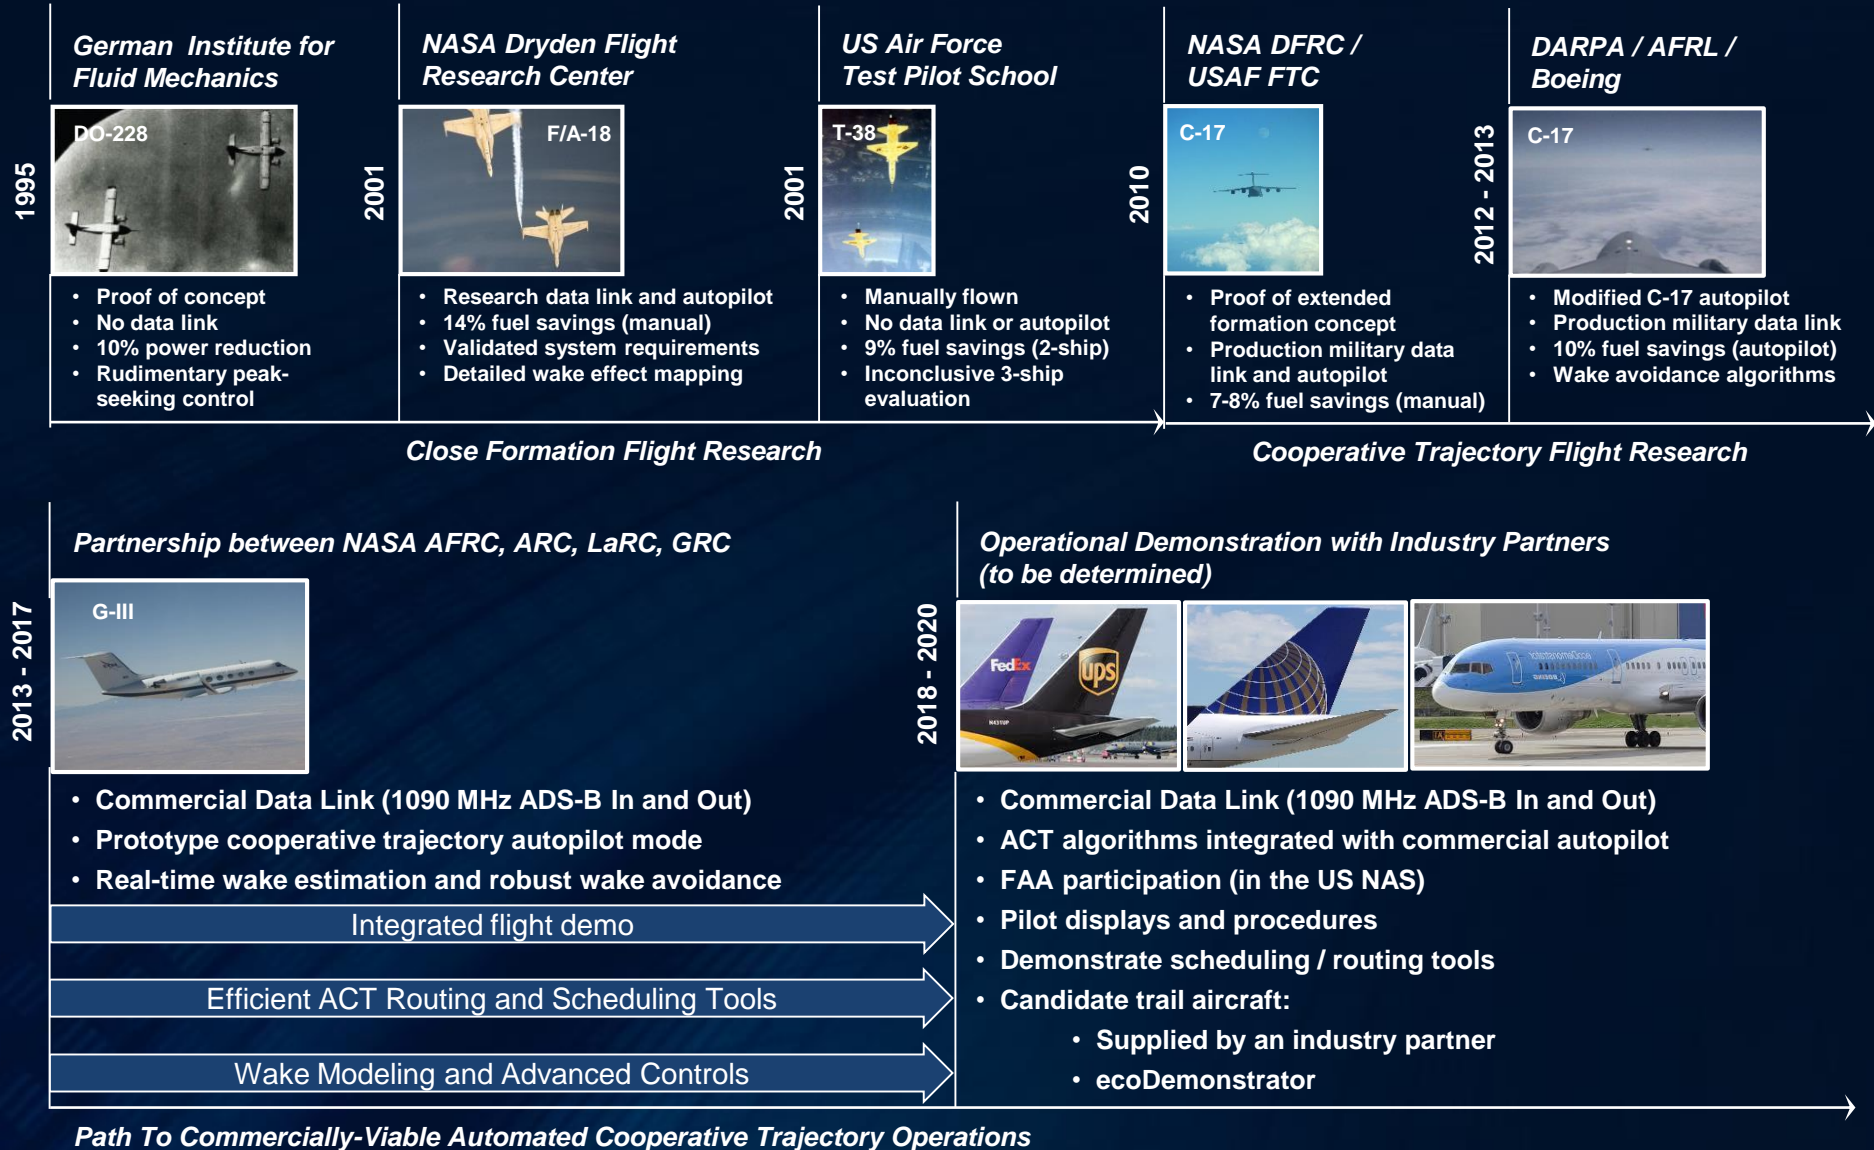 German Institute for
Fluid Mechanics
1995
DO-228
• Proof of concept
• No data link
• 10% power reduction
• Rudimentary peak-
seeking control
NASA Dryden Flight
Research Center
2001
F/A-18
• Research data link and autopilot
• 14% fuel savings (manual)
• Validated system requirements
• Detailed wake effect mapping
US Air Force
Test Pilot School
2001
T-38
• Manually flown
• No data link or autopilot
• 9% fuel savings (2-ship)
• Inconclusive 3-ship
evaluation
NASA DFRC /
USAF FTC
2010
C-17
• Proof of extended
formation concept
• Production military data
link and autopilot
• 7-8% fuel savings (manual)
DARPA / AFRL /
Boeing
2012 - 2013
C-17
• Modified C-17 autopilot
• Production military data link
• 10% fuel savings (autopilot)
• Wake avoidance algorithms
Close Formation Flight Research
Cooperative Trajectory Flight Research
Partnership between NASA AFRC, ARC, LaRC, GRC
2013 - 2017
G-III
• Commercial Data Link (1090 MHz ADS-B In and Out)
• Prototype cooperative trajectory autopilot mode
• Real-time wake estimation and robust wake avoidance
Integrated flight demo
Efficient ACT Routing and Scheduling Tools
Wake Modeling and Advanced Controls
Operational Demonstration with Industry Partners
(to be determined)
2018 - 2020
FedEx
ups
N431UP
• Commercial Data Link (1090 MHz ADS-B In and Out)
• ACT algorithms integrated with commercial autopilot
• FAA participation (in the US NAS)
• Pilot displays and procedures
• Demonstrate scheduling / routing tools
• Candidate trail aircraft:
• Supplied by an industry partner
• ecoDemonstrator
Path To Commercially-Viable Automated Cooperative Trajectory Operations